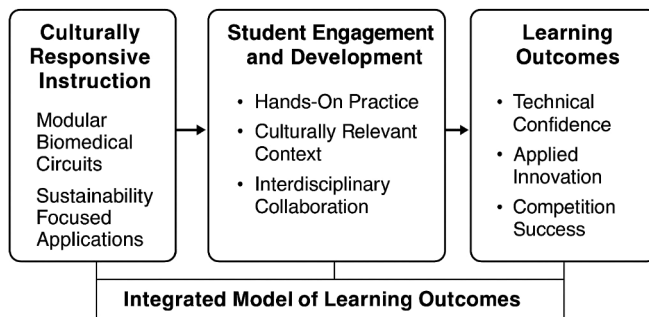 Culturally
Responsive
Instruction
Modular
Biomedical
Circuits
Sustainability
Focused
Applications
Student Engagement
and Development
• Hands-On Practice
• Culturally Relevant
Context
• Interdisciplinary
Collaboration
Learning
Outcomes
• Technical
Confidence
• Applied
Innovation
• Competition
Success
Integrated Model of Learning Outcomes